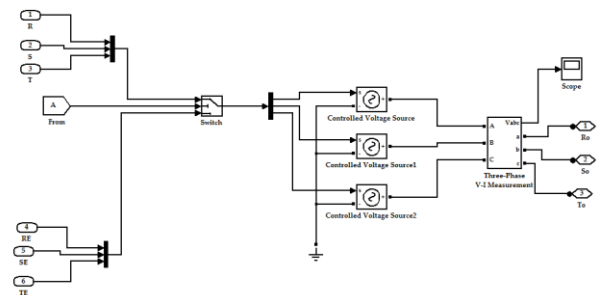 1
R
2
S
3
T
A
From
Switch
s
+
-
Controlled Voltage Source
s
+
-
Controlled Voltage Source1
s
+
-
Controlled Voltage Source2
A
B
C
Vabc
a
b
c
Three-Phase
V-I Measurement
Scope
1
Ro
2
So
3
To
4
RE
5
SE
6
TE